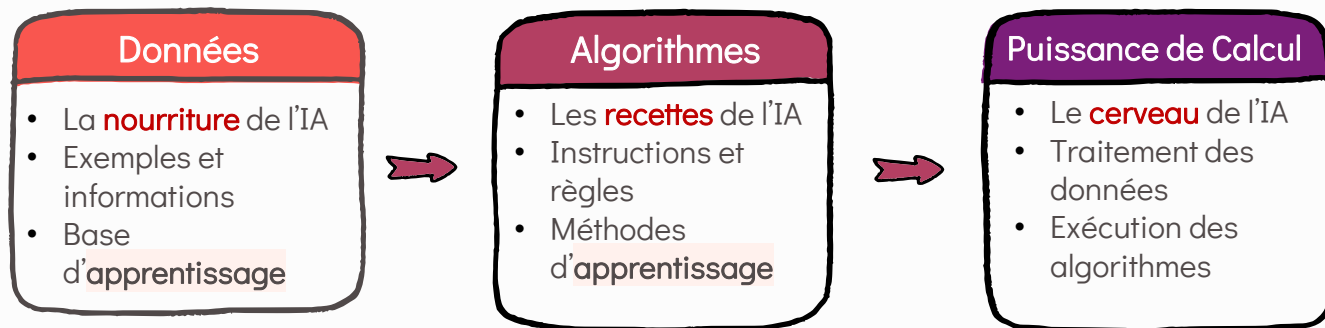 Données
• La nourriture de l'IA
• Exemples et
informations
• Base
d'apprentissage
Algorithmes
• Les recettes de l'IA
• Instructions et
règles
• Méthodes
d'apprentissage
Puissance de Calcul
• Le cerveau de l'IA
• Traitement des
données
• Exécution des
algorithmes